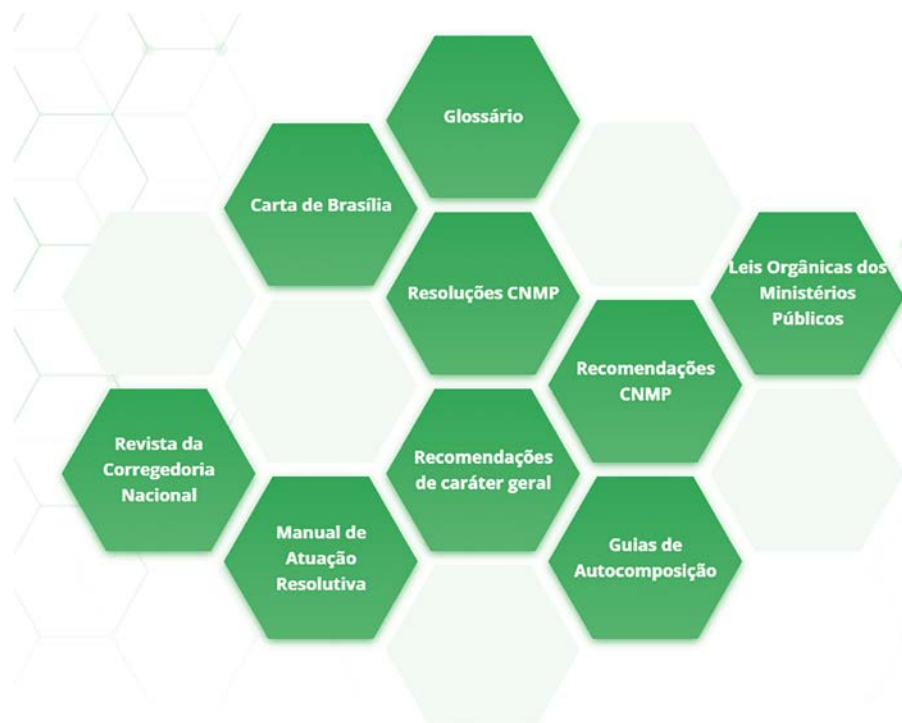 Glossário
Carta de Brasília
Resoluções CNMP
Leis Orgânicas dos
Ministérios
Públicos
Recomendações
CNMP
Revista da
Corregedoria
Nacional
Recomendações
de caráter geral
Manual de
Atuação
Resolutiva
Guias de
Autocomposição